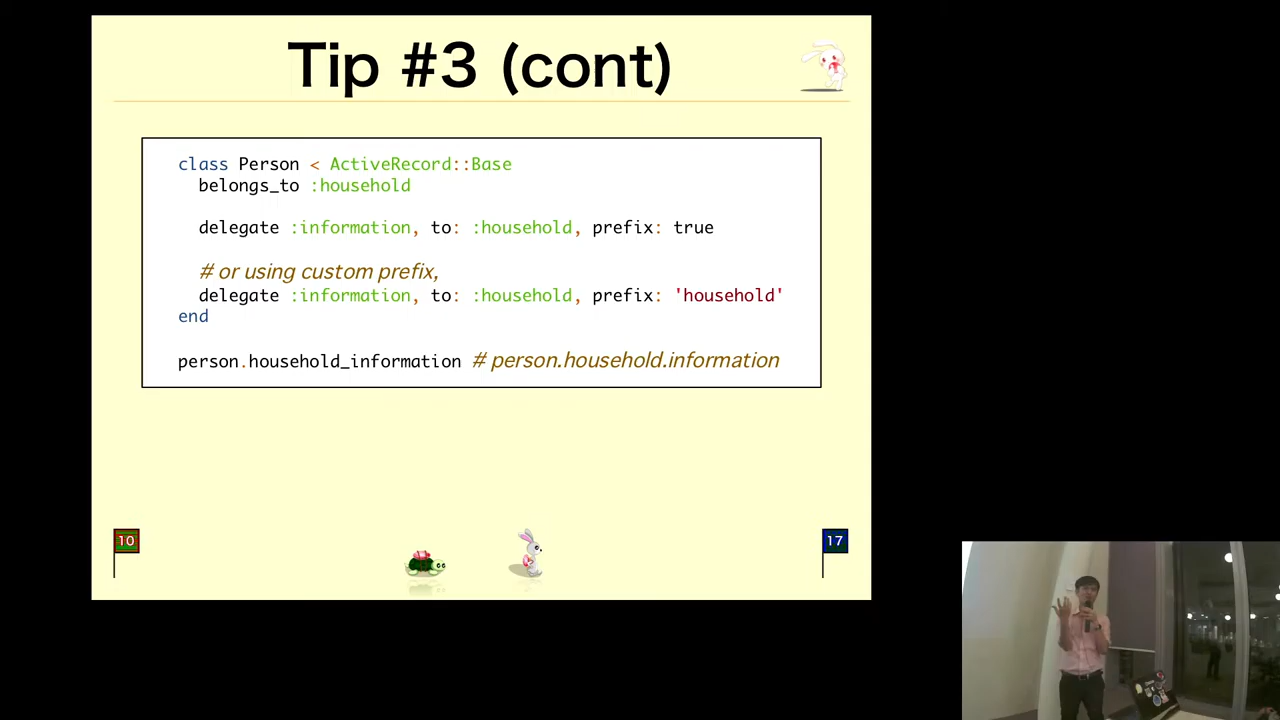 Tip #3 (cont)
class Person < ActiveRecord::Base
belongs_to :household
delegate :information, to: :household, prefix: true
# or using custom prefix,
delegate :information, to: :household, prefix: 'household'
end
person.household_information # person.household.information
10
17